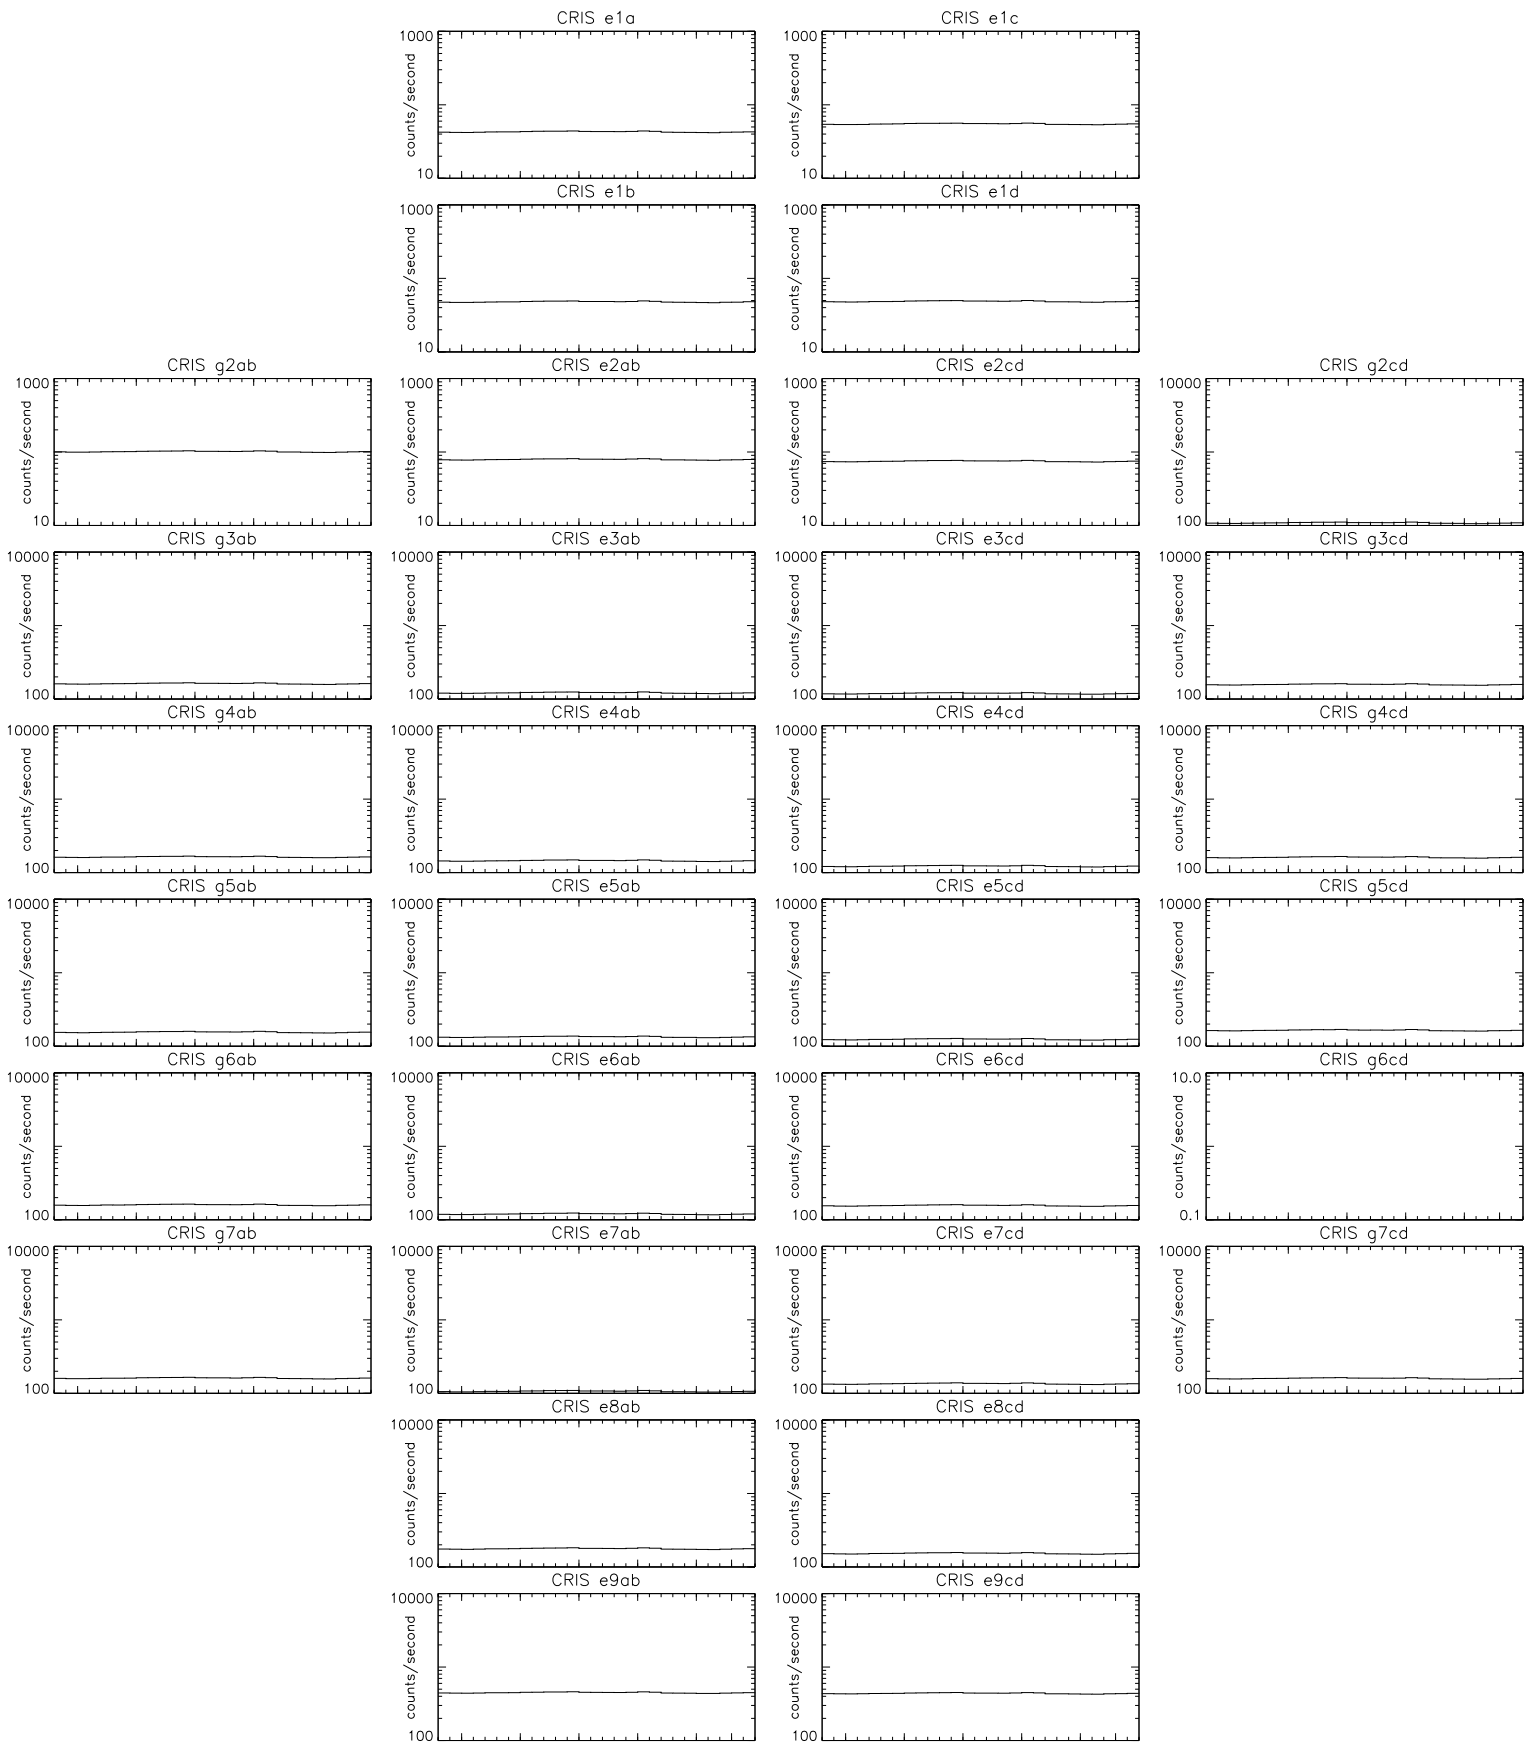 CRIS e1a
CRIS e1c
1000
counts/second
10
1000
counts/second
10
CRIS e1b
CRIS e1d
1000
counts/second
10
1000
counts/second
10
CRIS g2ab
CRIS e2ab
CRIS e2cd
CRIS g2cd
1000
counts/second
10
1000
counts/second
10
1000
counts/second
10
10000
counts/second
100
CRIS g3ab
CRIS e3ab
CRIS e3cd
CRIS g3cd
10000
counts/second
100
10000
counts/second
100
10000
counts/second
100
10000
counts/second
100
CRIS g4ab
CRIS e4ab
CRIS e4cd
CRIS g4cd
10000
counts/second
100
10000
counts/second
100
10000
counts/second
100
10000
counts/second
100
CRIS g5ab
CRIS e5ab
CRIS e5cd
CRIS g5cd
10000
counts/second
100
10000
counts/second
100
10000
counts/second
100
10000
counts/second
100
CRIS g6ab
CRIS e6ab
CRIS e6cd
CRIS g6cd
10000
counts/second
100
10000
counts/second
100
10000
counts/second
100
10.0
counts/second
0.1
CRIS g7ab
CRIS e7ab
CRIS e7cd
CRIS g7cd
10000
counts/second
100
10000
counts/second
100
10000
counts/second
100
10000
counts/second
100
CRIS e8ab
CRIS e8cd
10000
counts/second
100
10000
counts/second
100
CRIS e9ab
CRIS e9cd
10000
counts/second
100
10000
counts/second
100